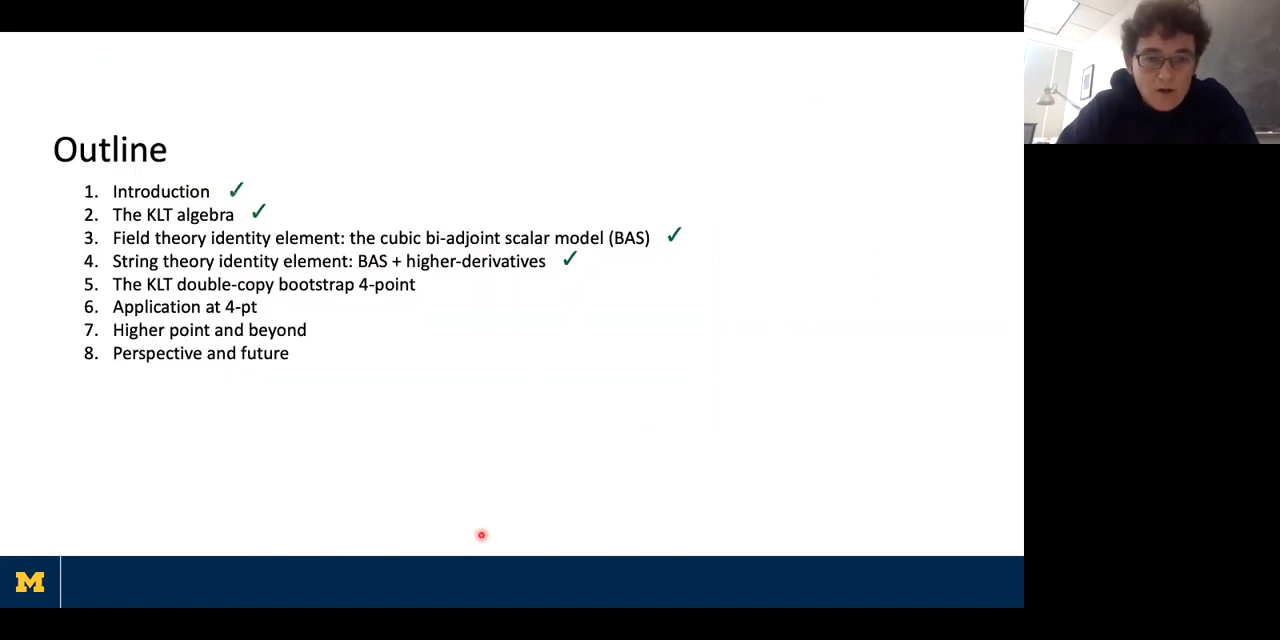 Outline
1. Introduction ✓
2. The KLT algebra ✓
3. Field theory identity element: the cubic bi-adjoint scalar model (BAS) ✓
4. String theory identity element: BAS + higher-derivatives ✓
5. The KLT double-copy bootstrap 4-point
6. Application at 4-pt
7. Higher point and beyond
8. Perspective and future
M